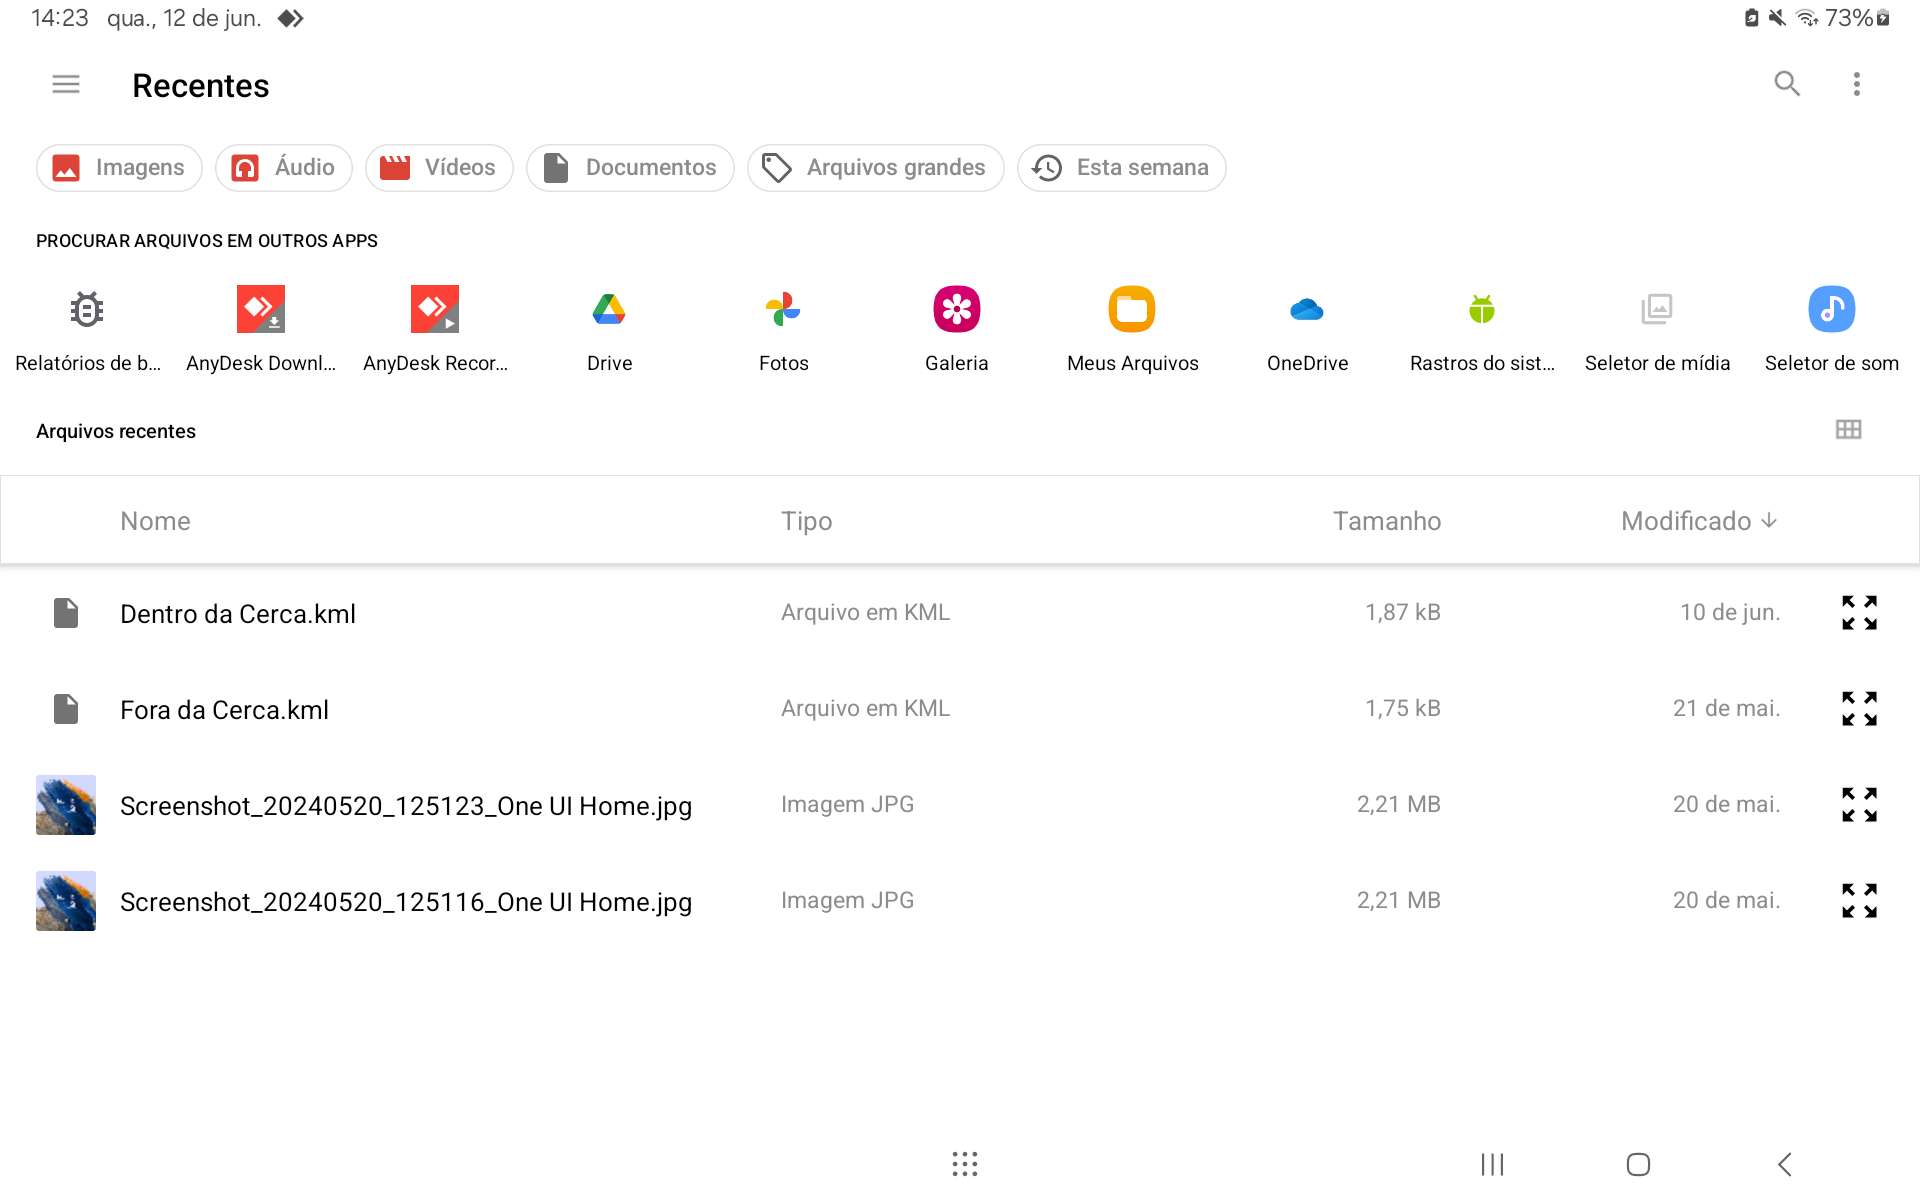 14:23 qua., 12 de jun. 73%
Recentes
Imagens Áudio Vídeos Documentos Arquivos grandes Esta semana
PROCURAR ARQUIVOS EM OUTROS APPS
Relatórios de b... AnyDesk Downl... AnyDesk Recor... Drive Fotos Galeria Meus Arquivos OneDrive Rastros do sist... Seletor de mídia Seletor de som
Arquivos recentes
Nome Tipo Tamanho Modificado
Dentro da Cerca.kml Arquivo em KML 1,87 kB 10 de jun.
Fora da Cerca.kml Arquivo em KML 1,75 kB 21 de mai.
Screenshot_20240520_125123_One UI Home.jpg Imagem JPG 2,21 MB 20 de mai.
Screenshot_20240520_125116_One UI Home.jpg Imagem JPG 2,21 MB 20 de mai.